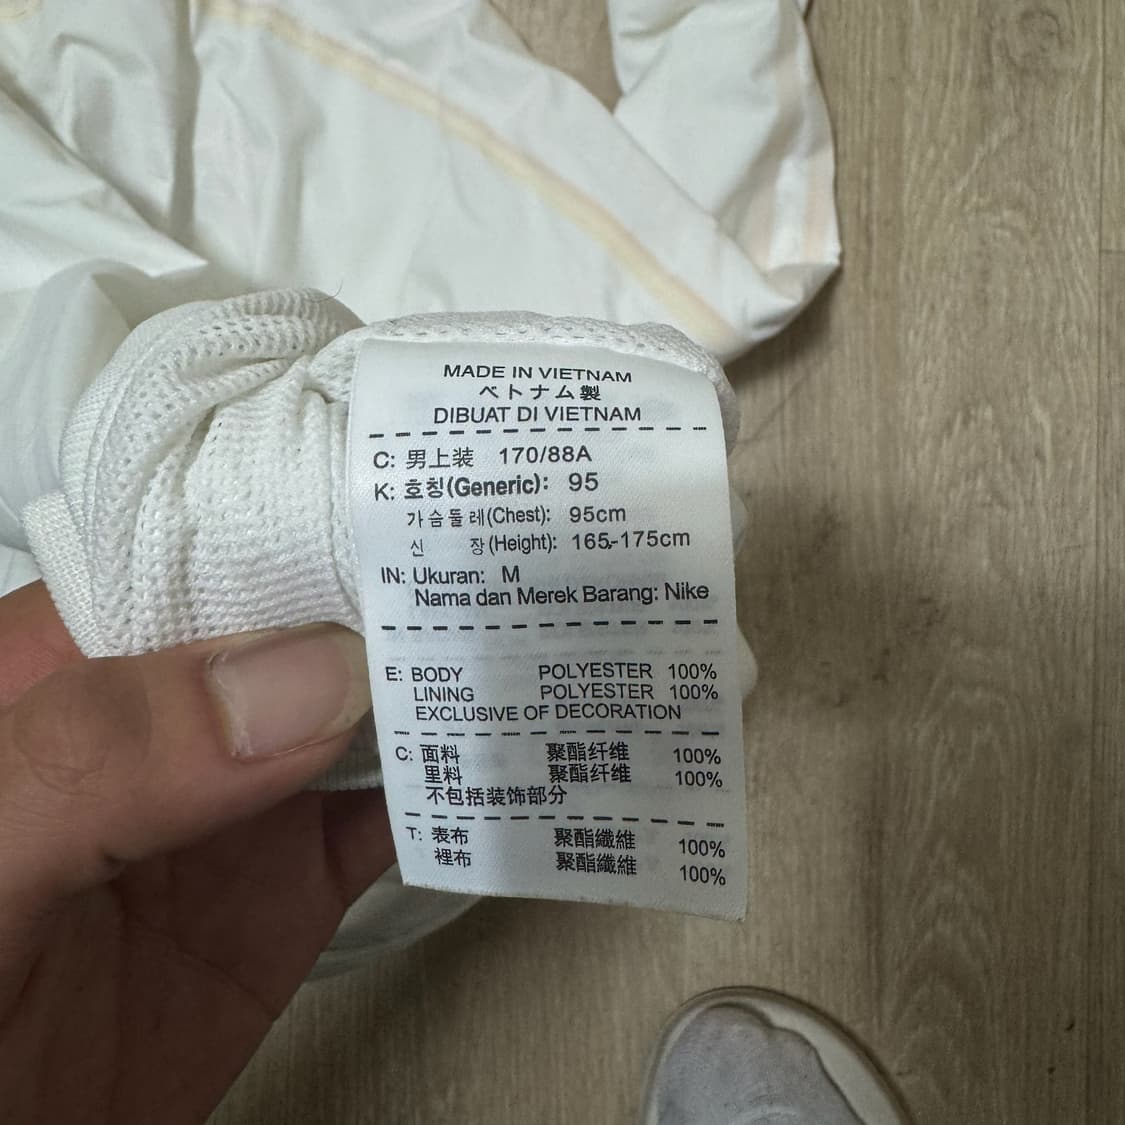 MADE IN VIETNAM
ベトナム製
DIBUAT DI VIETNAM
C: 男上装 170/88A
K: 호칭(Generic): 95
가슴둘레(Chest): 95cm
신 장(Height): 165-175cm
IN: Ukuran: M
Nama dan Merek Barang: Nike
E: BODY POLYESTER 100%
LINING POLYESTER 100%
EXCLUSIVE OF DECORATION
C: 面料 聚酯纤维 100%
里料 聚酯纤维 100%
不包括装饰部分
T: 表布 聚酯纖維 100%
裡布 聚酯纖維 100%